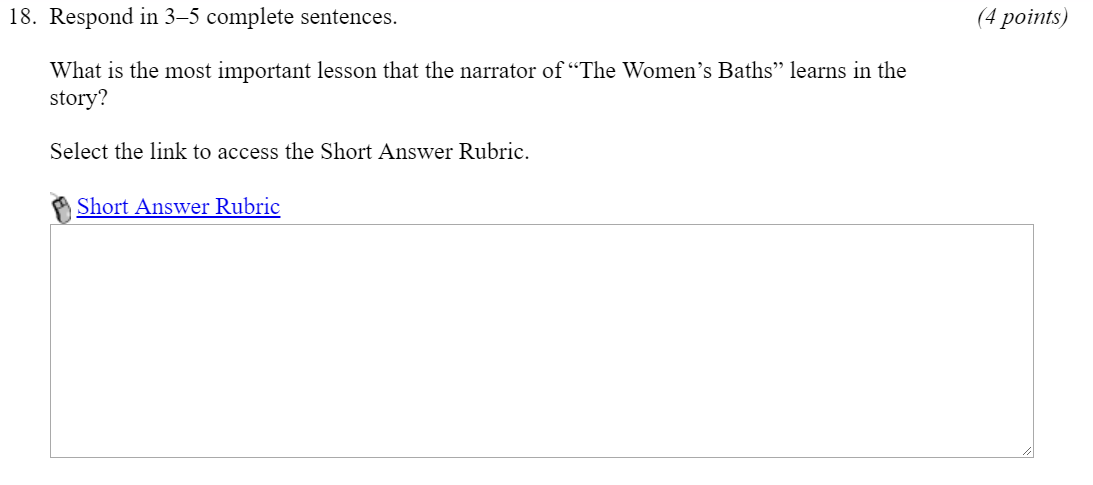 18. Respond in 3–5 complete sentences. (4 points)
What is the most important lesson that the narrator of “The Women’s Baths” learns in the
story?
Select the link to access the Short Answer Rubric.
Short Answer Rubric